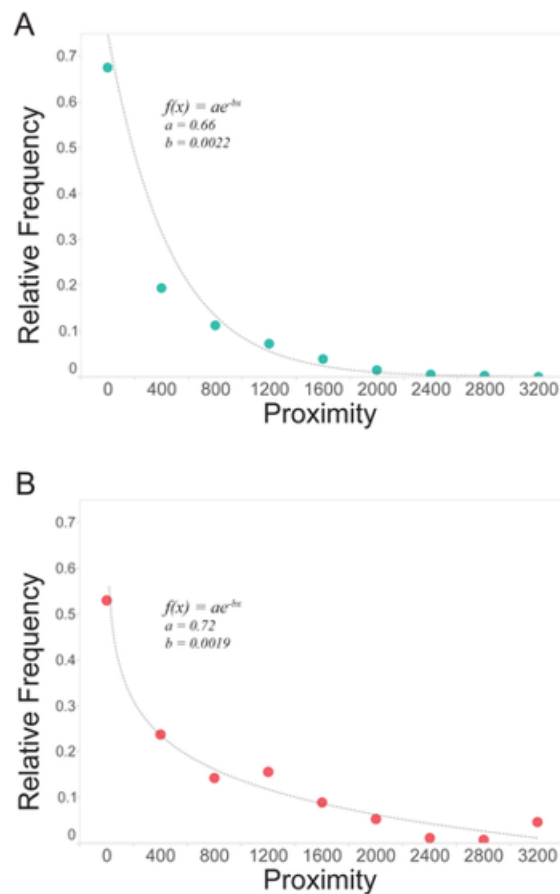 A
0.7
0.6
0.5
0.4
0.3
0.2
0.1
0
Relative Frequency
f(x) = ae-bx
a = 0.66
b = 0.0022
0 400 800 1200 1600 2000 2400 2800 3200
Proximity
B
0.7
0.6
0.5
0.4
0.3
0.2
0.1
0
Relative Frequency
f(x) = ae-bx
a = 0.72
b = 0.0019
0 400 800 1200 1600 2000 2400 2800 3200
Proximity